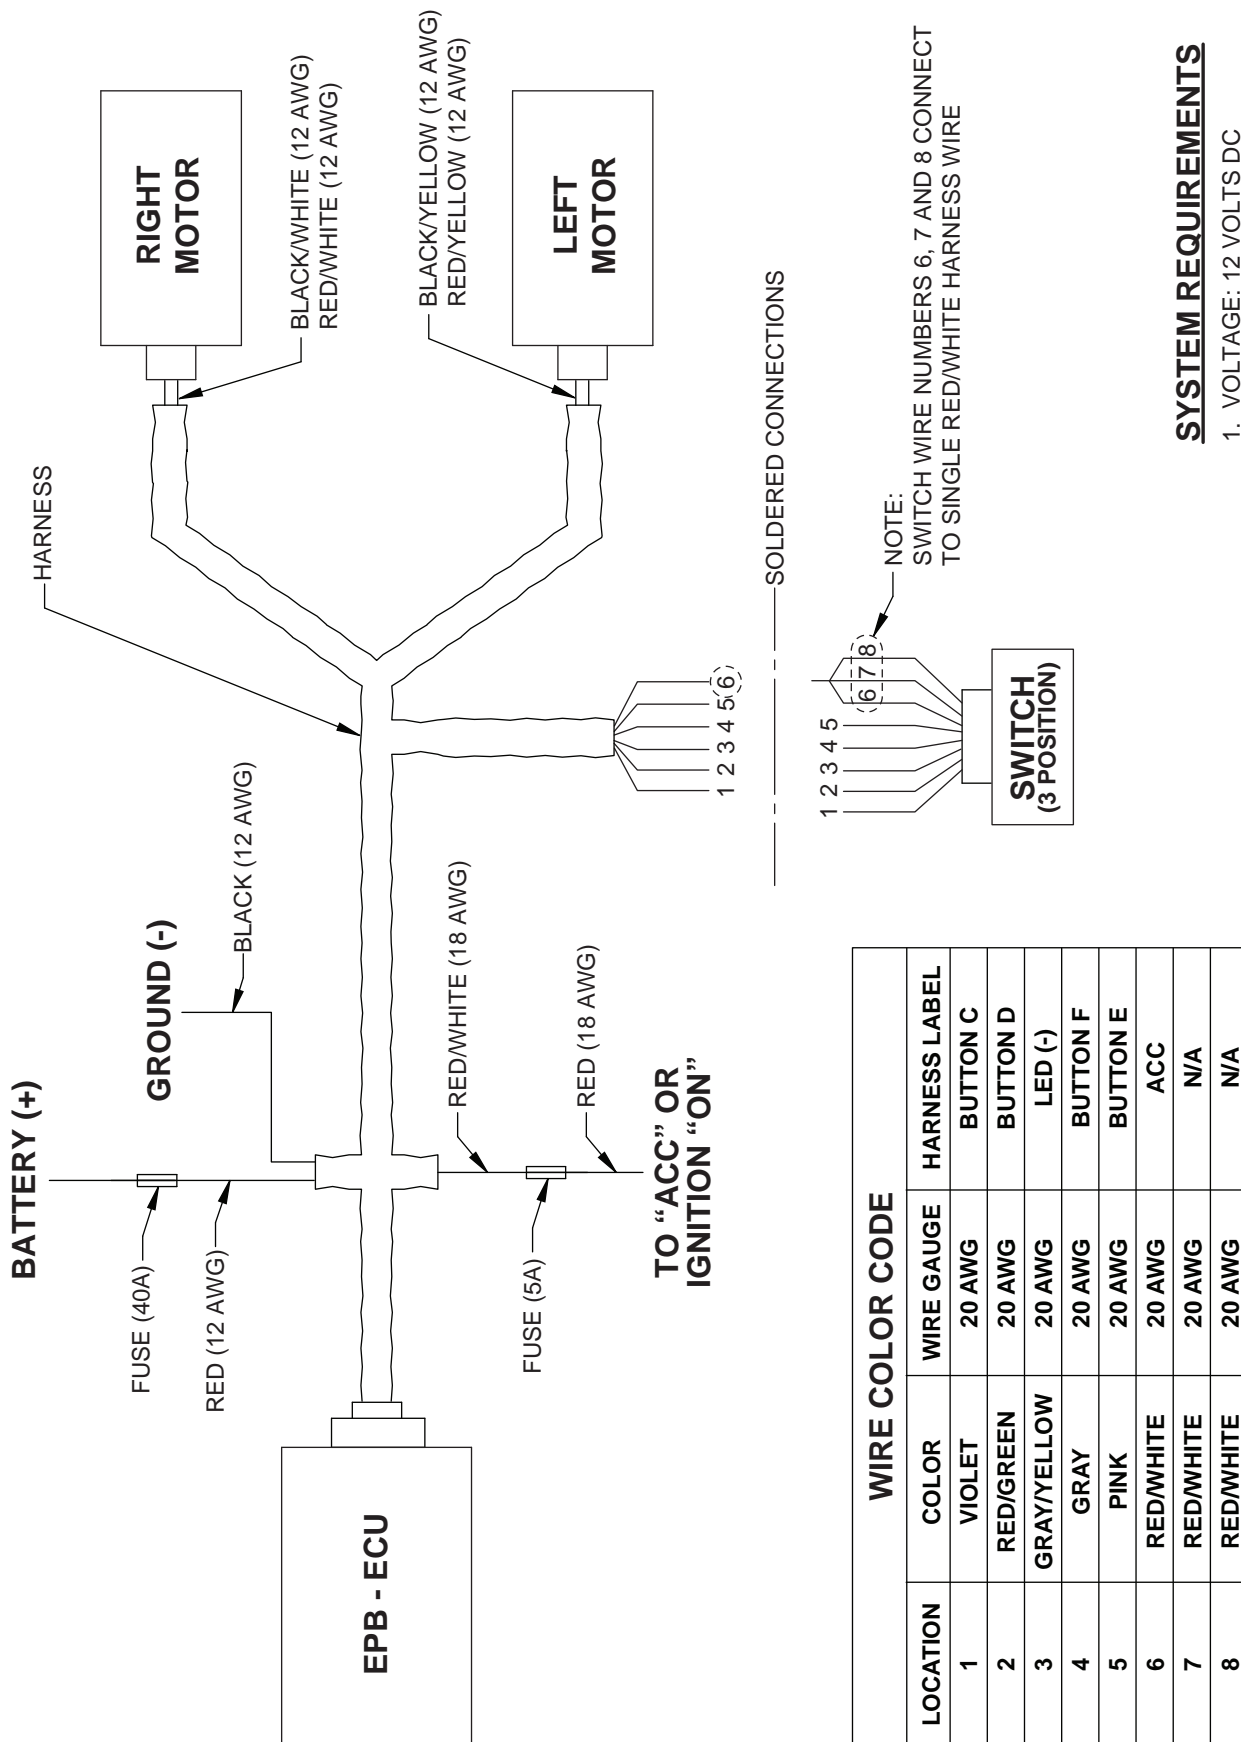 BATTERY (+)
FUSE (40A)
RED (12 AWG)
GROUND (-)
BLACK (12 AWG)
HARNESS
RIGHT
MOTOR
BLACK/WHITE (12 AWG)
RED/WHITE (12 AWG)
BLACK/YELLOW (12 AWG)
RED/YELLOW (12 AWG)
LEFT
MOTOR
EPB - ECU
RED/WHITE (18 AWG)
FUSE (5A)
RED (18 AWG)
TO “ACC” OR
IGNITION “ON”
1 2 3 4 5 6
SOLDERED CONNECTIONS
1 2 3 4 5 6 7 8
NOTE:
SWITCH WIRE NUMBERS 6, 7 AND 8 CONNECT
TO SINGLE RED/WHITE HARNESS WIRE
SWITCH
(3 POSITION)
WIRE COLOR CODE
LOCATION COLOR WIRE GAUGE HARNESS LABEL
1 VIOLET 20 AWG BUTTON C
2 RED/GREEN 20 AWG BUTTON D
3 GRAY/YELLOW 20 AWG LED (-)
4 GRAY 20 AWG BUTTON F
5 PINK 20 AWG BUTTON E
6 RED/WHITE 20 AWG ACC
7 RED/WHITE 20 AWG N/A
8 RED/WHITE 20 AWG N/A
SYSTEM REQUIREMENTS
1. VOLTAGE: 12 VOLTS DC